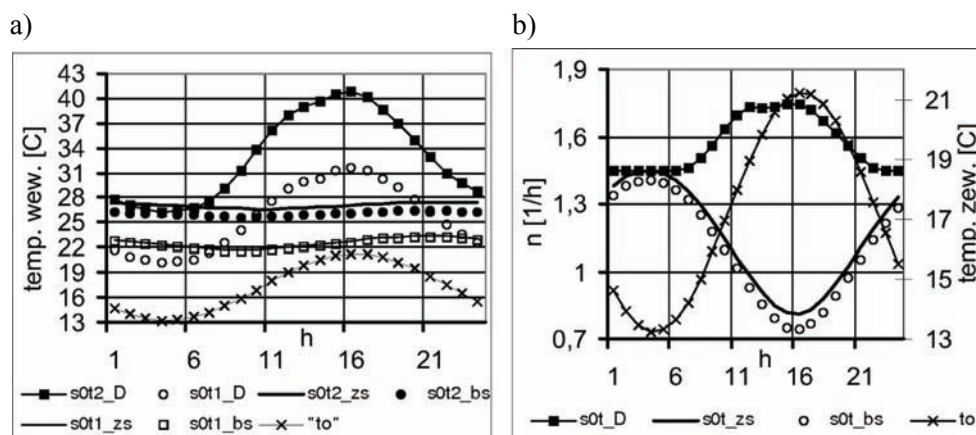 a)
temp. wew. [C]
43
40
37
34
31
28
25
22
19
16
13
1 6 11 16 21
h
s0t2_D s0t1_D s0t2_zs s0t2_bs
s0t1_zs s0t1_bs "to"
b)
n [1/h]
1,9
1,6
1,3
1
0,7
temp. zew. [C]
21
19
17
15
13
1 6 11 16 21
h
s0t_D s0t_zs s0t_bs to